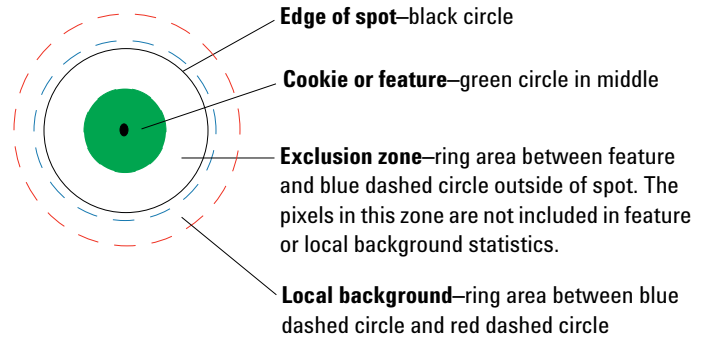 Edge of spot–black circle
Cookie or feature–green circle in middle
Exclusion zone–ring area between feature
and blue dashed circle outside of spot. The
pixels in this zone are not included in feature
or local background statistics.
Local background–ring area between blue
dashed circle and red dashed circle